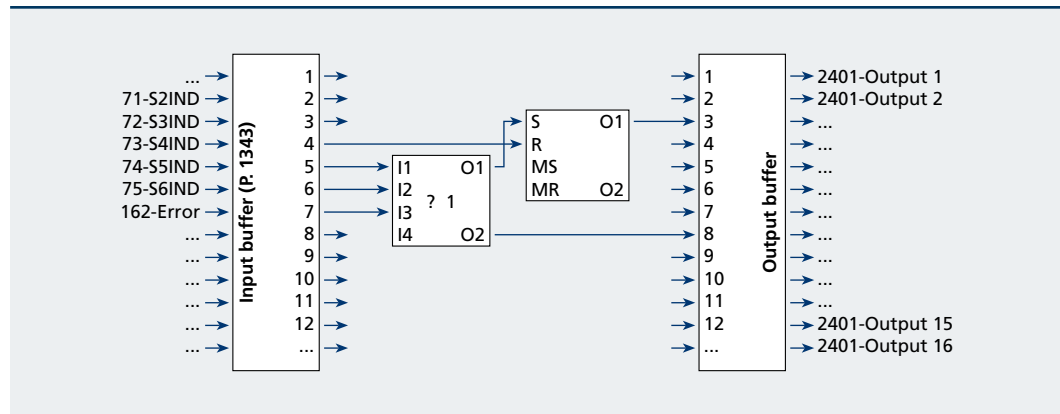 ...
71-S2IND
72-S3IND
73-S4IND
74-S5IND
75-S6IND
162-Error
...
...
...
...
...
...
Input buffer (P. 1343)
1
2
3
4
5
6
7
8
9
10
11
12
...
I1 O1
I2
? 1
I3
I4 O2
S O1
R
MS
MR O2
1
2
3
4
5
6
7
8
9
10
11
12
...
Output buffer
2401-Output 1
2401-Output 2
...
...
...
...
...
...
...
...
...
2401-Output 15
2401-Output 16